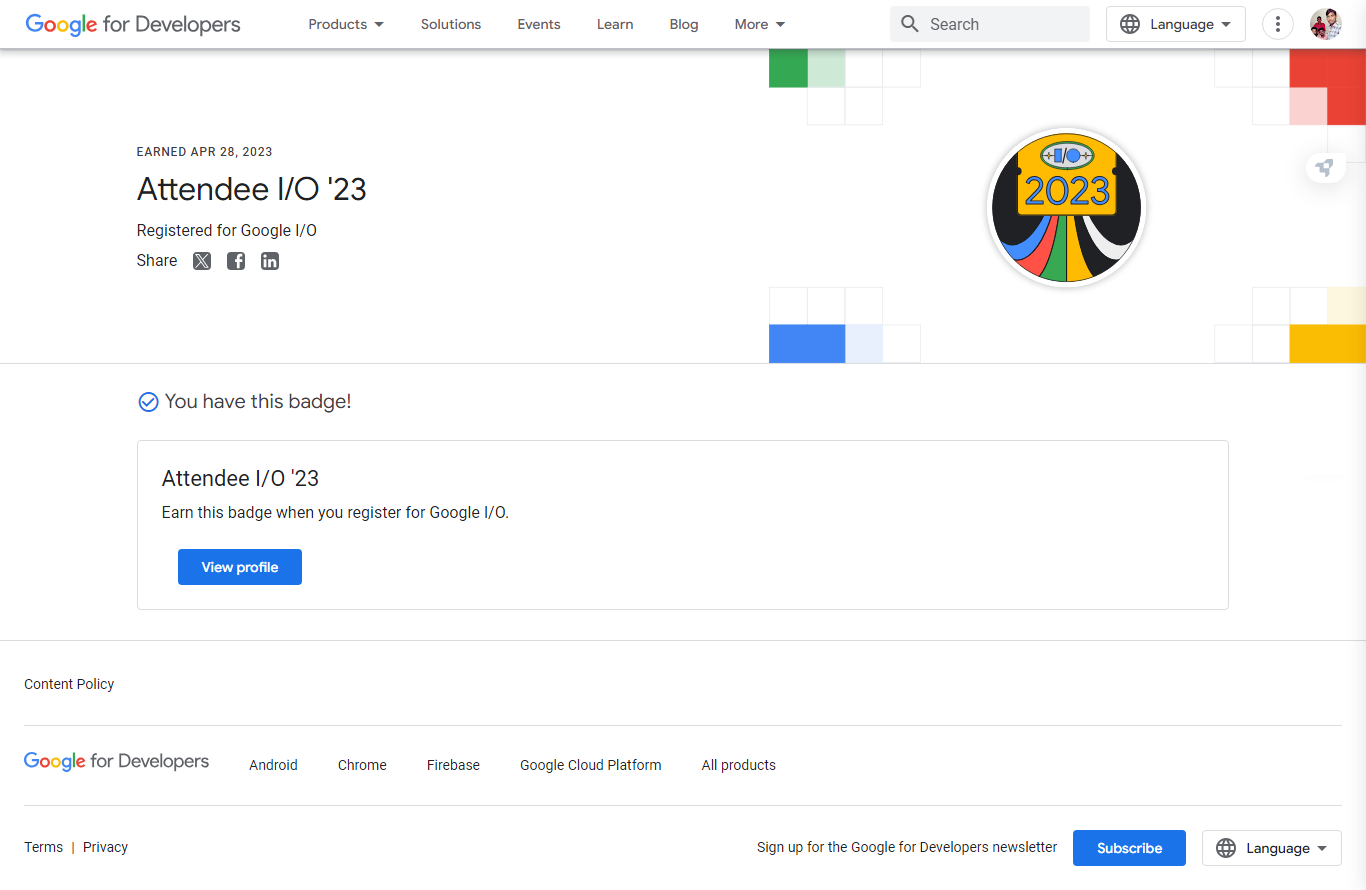 Google for Developers Products Solutions Events Learn Blog More Search Language
EARNED APR 28, 2023
Attendee I/O '23
Registered for Google I/O
Share
I/O
2023
You have this badge!
Attendee I/O '23
Earn this badge when you register for Google I/O.
View profile
Content Policy
Google for Developers Android Chrome Firebase Google Cloud Platform All products
Terms | Privacy Sign up for the Google for Developers newsletter Subscribe Language